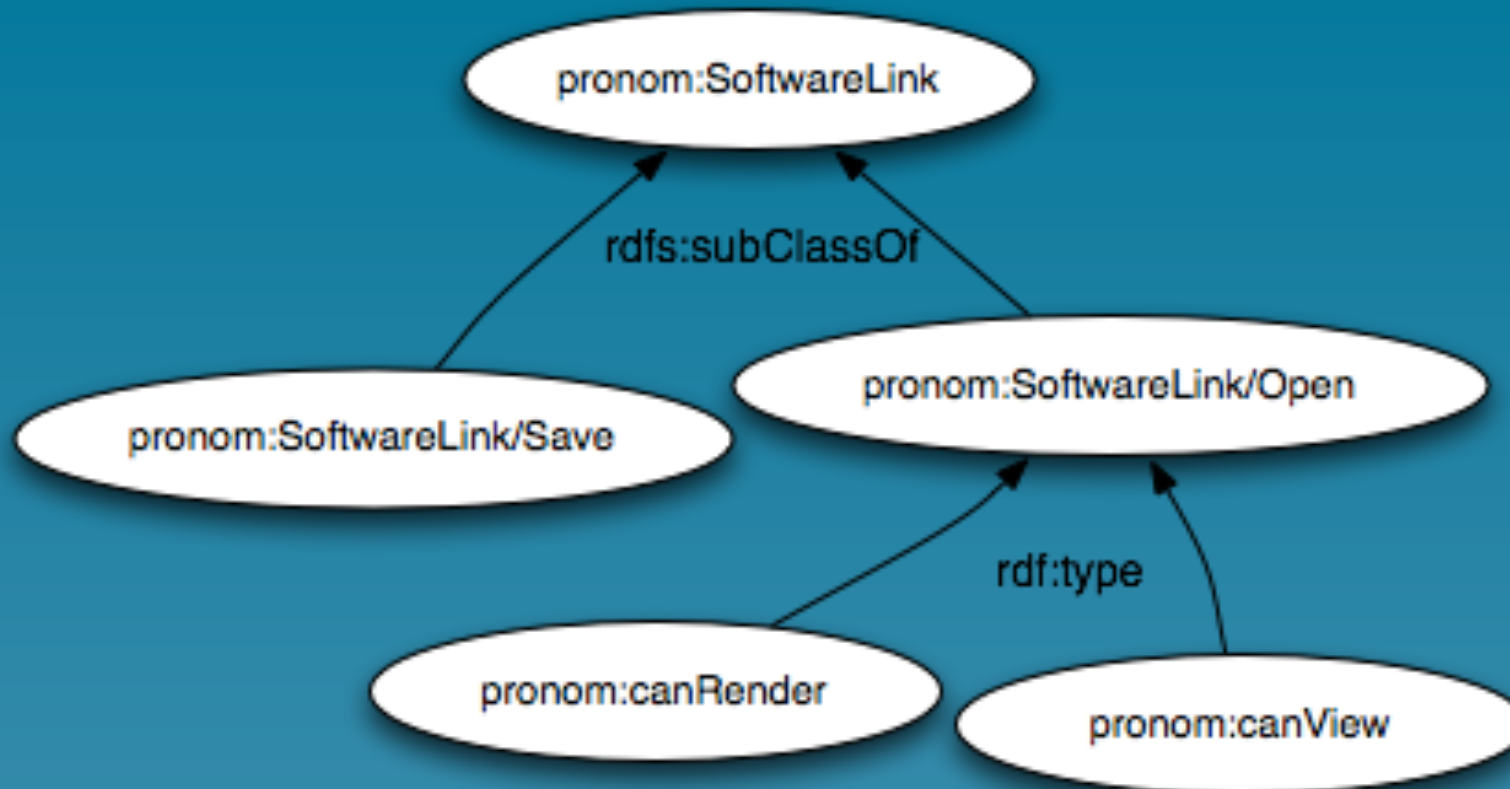 pronom:SoftwareLink
rdfs:subClassOf
pronom:SoftwareLink/Open
pronom:SoftwareLink/Save
rdf:type
pronom:canRender
pronom:canView